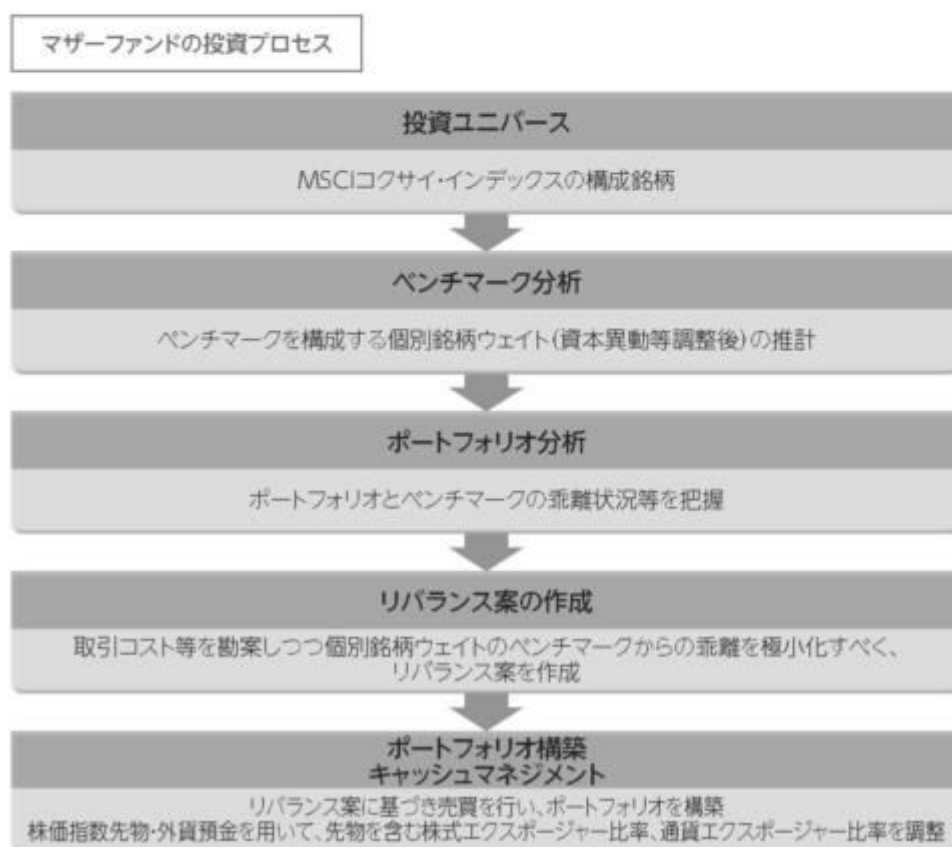 マザーファンドの投資プロセス
投資ユニバース
MSCIコクサイ・インデックスの構成銘柄
ベンチマーク分析
ベンチマークを構成する個別銘柄ウェイト(資本異動等調整後)の推計
ポートフォリオ分析
ポートフォリオとベンチマークの乖離状況等を把握
リバランス案の作成
取引コスト等を勘案しつつ個別銘柄ウェイトのベンチマークからの乖離を極小化すべく、
リバランス案を作成
ポートフォリオ構築
キャッシュマネジメント
リバランス案に基づき売買を行い、ポートフォリオを構築
株価指数先物・外貨預金を用いて、先物を含む株式エクスポージャー比率、通貨エクスポージャー比率を調整